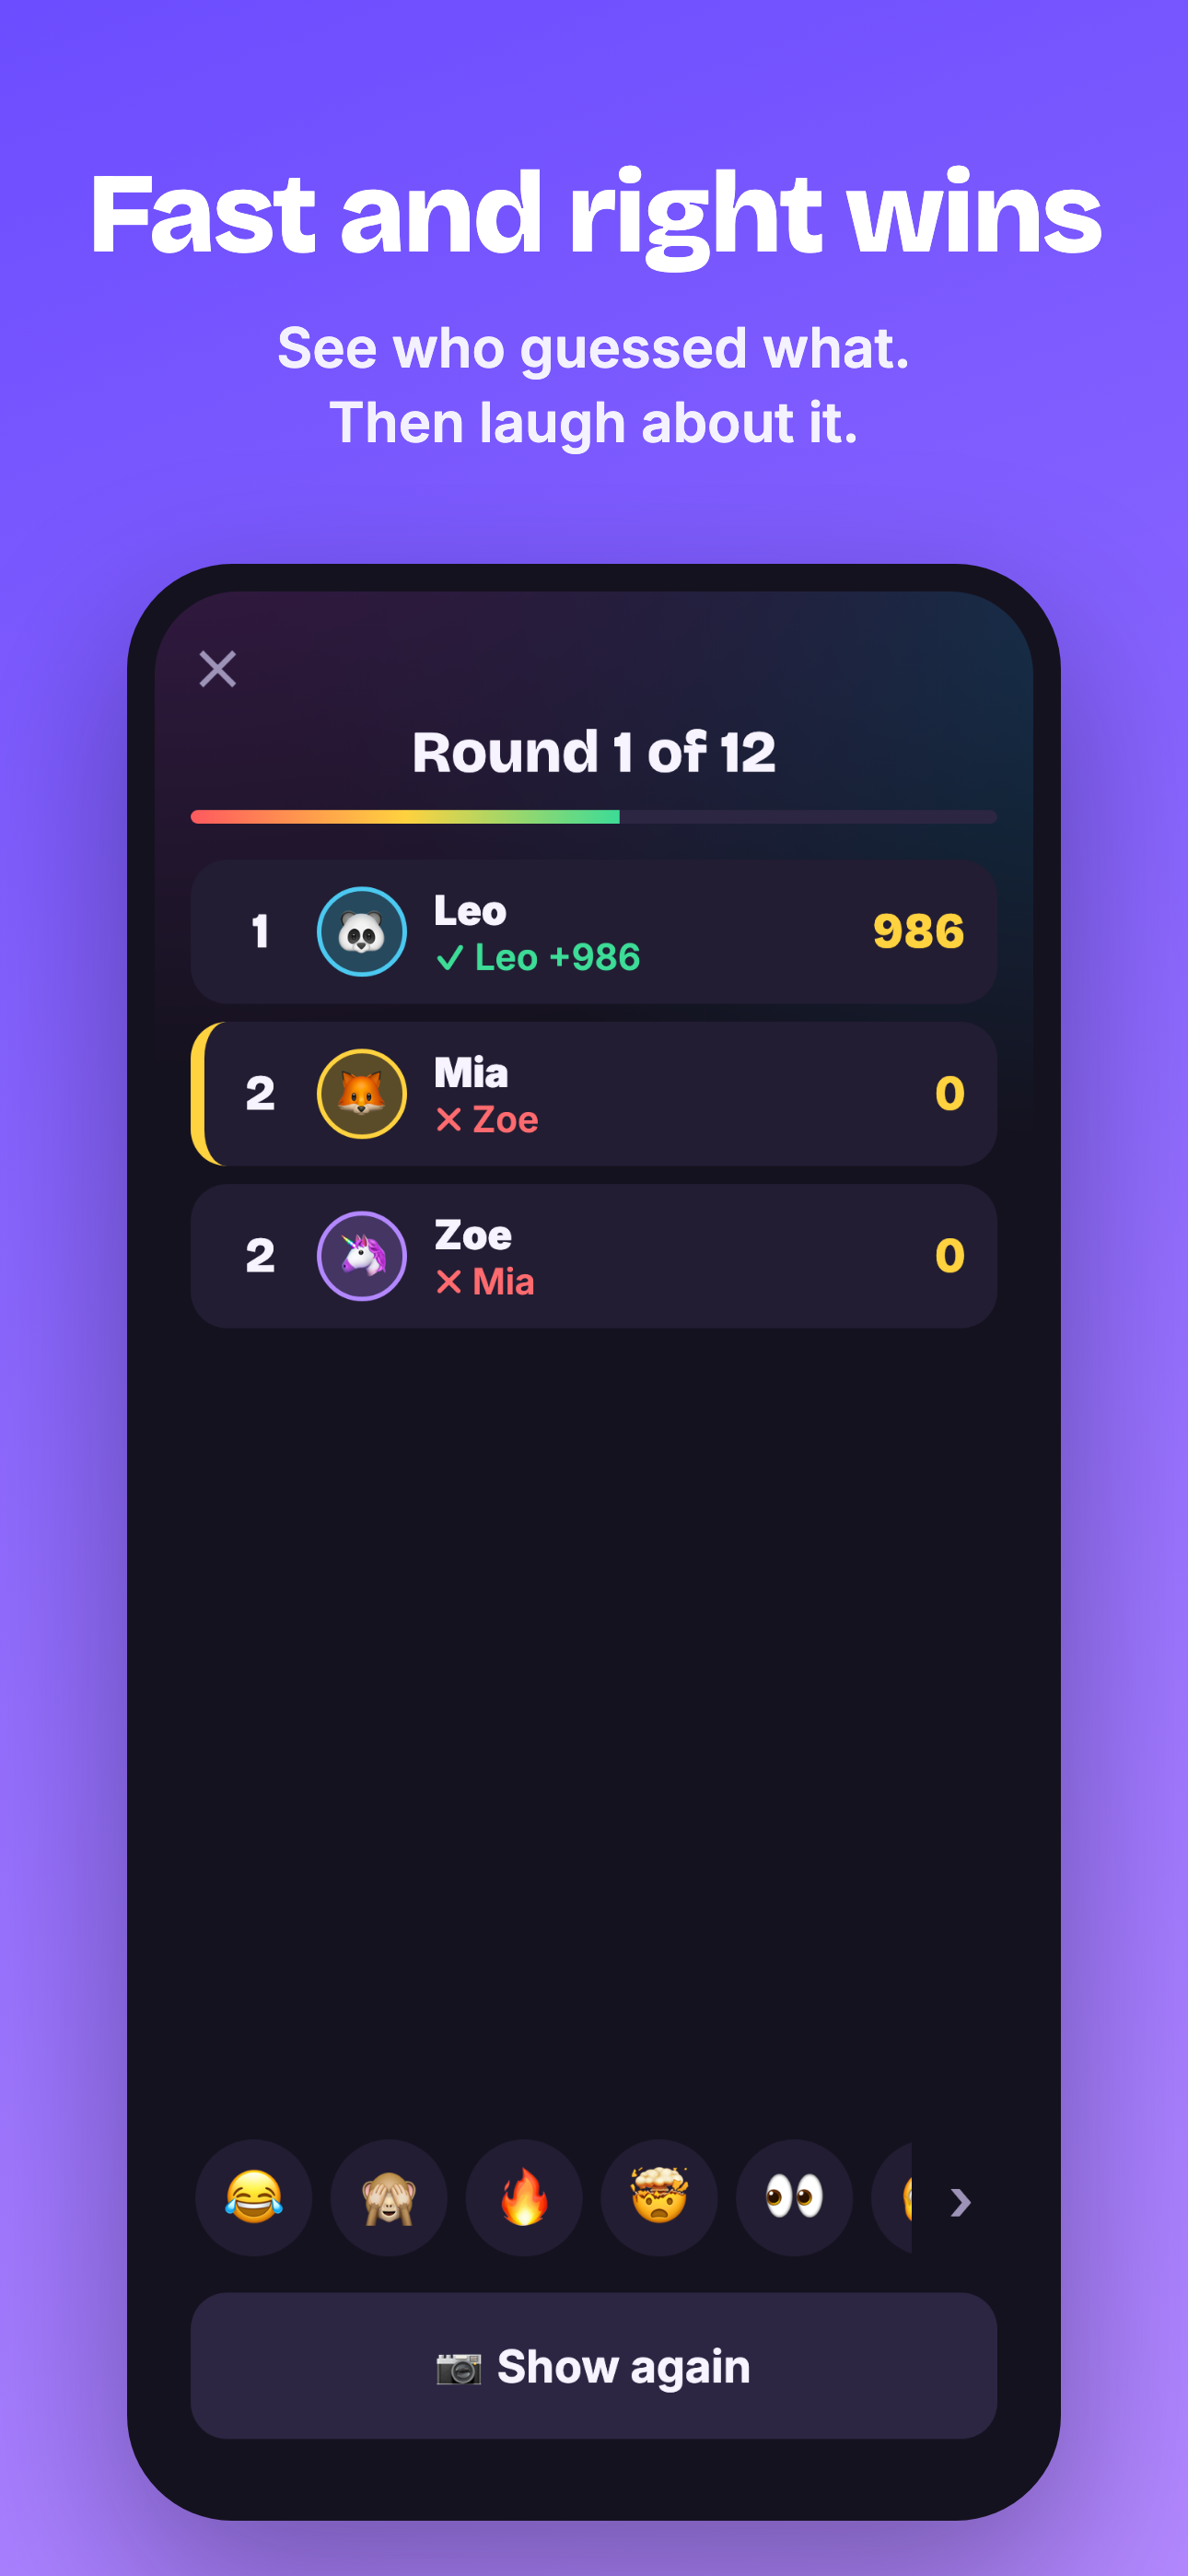 Fast and right wins
See who guessed what.
Then laugh about it.
Round 1 of 12
1
Leo
✓ Leo +986
986
2
Mia
✕ Zoe
0
2
Zoe
✕ Mia
0
Show again